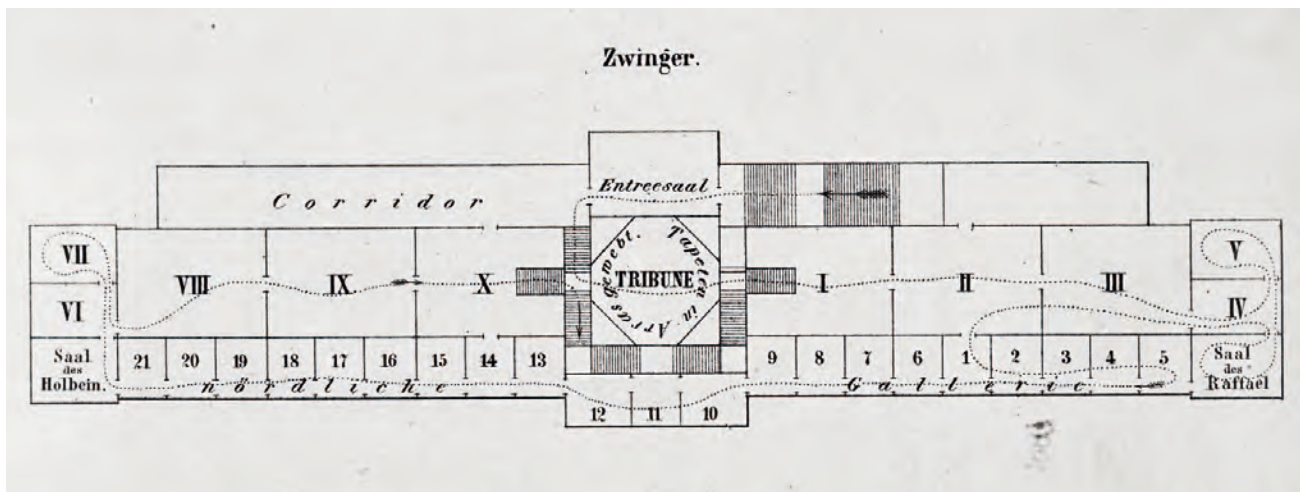 Zwinger.
Entreesaal
Corridor
Tapeten in Arras gewebt.
TRIBUNE
VII
VI
VIII
IX
X
I
II
III
V
IV
Saal
des
Holbein.
21 20 19 18 17 16 15 14 13
12 11 10
9 8 7 6 1 2 3 4 5
Saal
des
Raffael
nördliche Gallerie